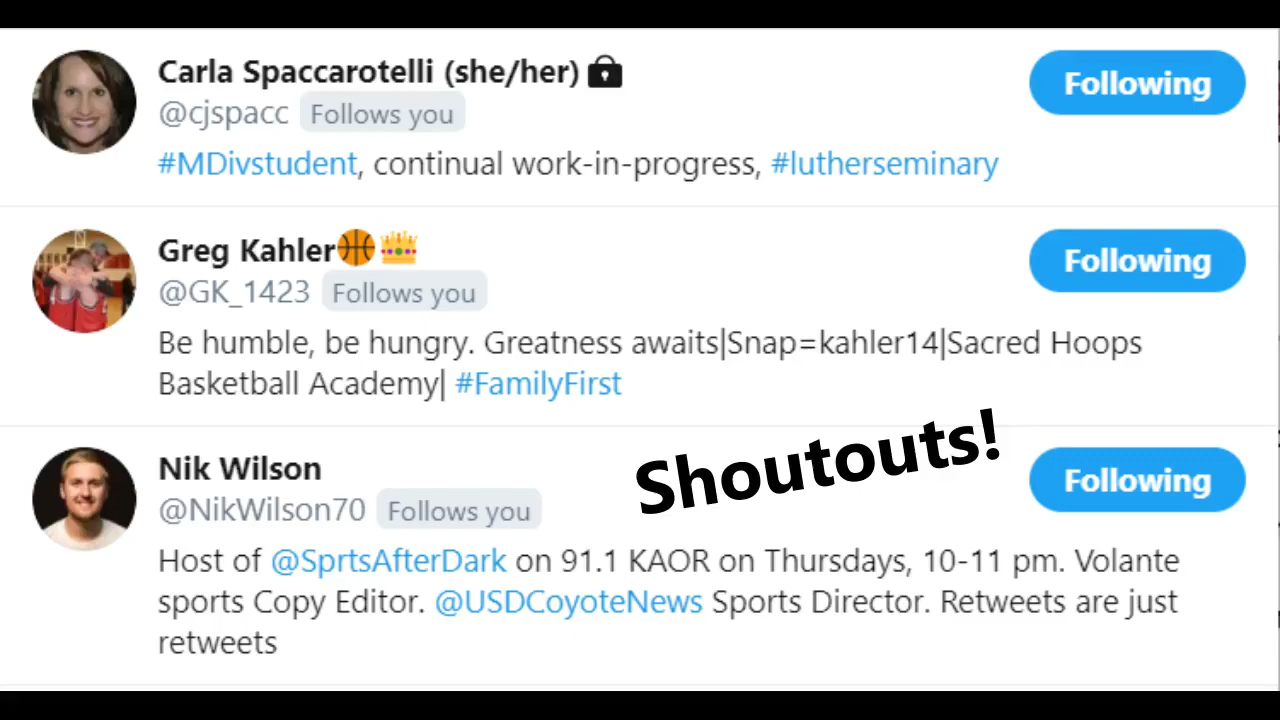 Carla Spaccarotelli (she/her)
Following
@cjspacc Follows you
#MDivstudent, continual work-in-progress, #lutherseminary
Greg Kahler🏀👑
Following
@GK_1423 Follows you
Be humble, be hungry. Greatness awaits|Snap=kahler14|Sacred Hoops
Basketball Academy| #FamilyFirst
Shoutouts!
Nik Wilson
Following
@NikWilson70 Follows you
Host of @SprtsAfterDark on 91.1 KAOR on Thursdays, 10-11 pm. Volante
sports Copy Editor. @USDCoyoteNews Sports Director. Retweets are just
retweets